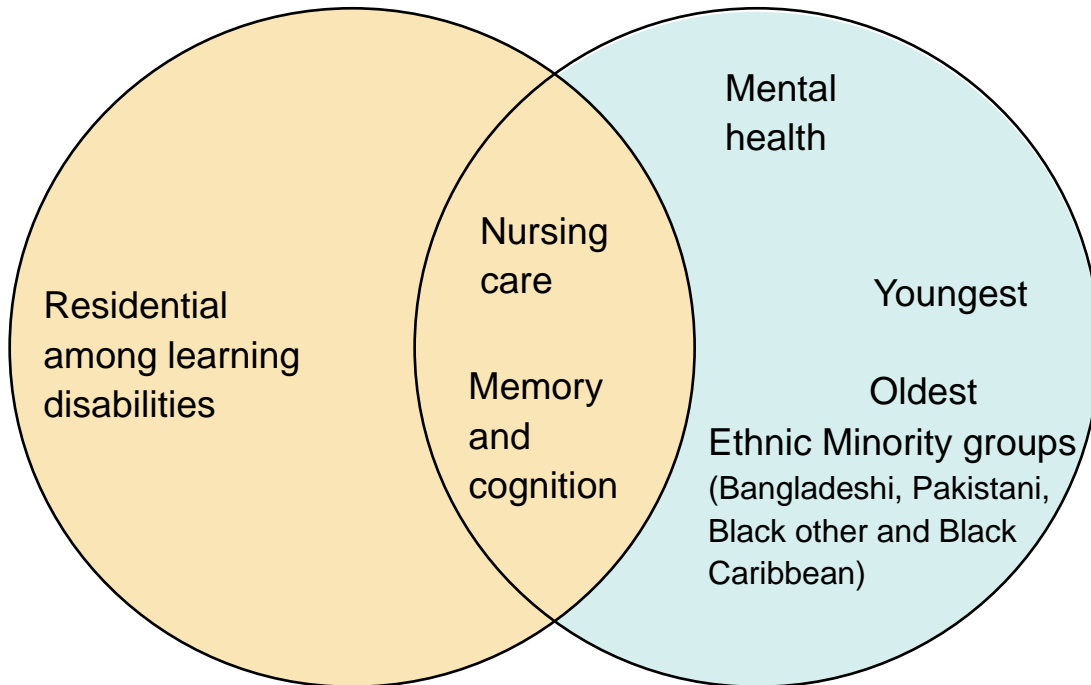 Residential
among learning
disabilities
Nursing
care
Memory
and
cognition
Mental
health
Youngest
Oldest
Ethnic Minority groups
(Bangladeshi, Pakistani,
Black other and Black
Caribbean)